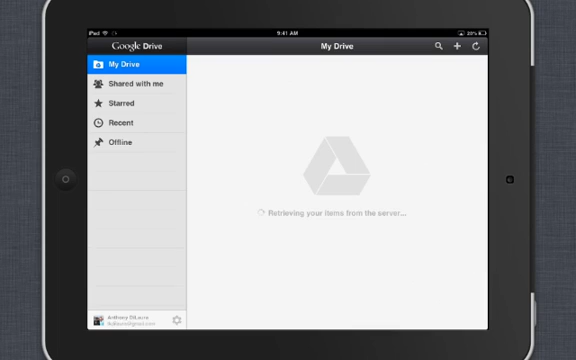 iPad
9:41 AM
Google Drive
My Drive
My Drive
Shared with me
Starred
Recent
Offline
Retrieving your items from the server...
Anthony DiLaura